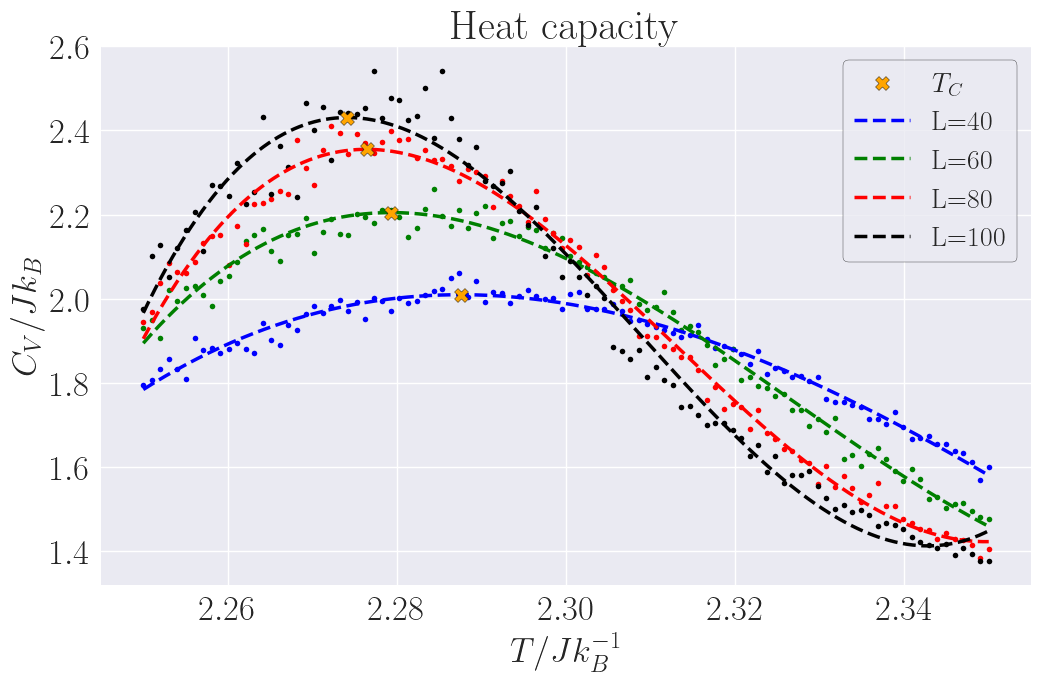 Heat capacity
2.6
2.4
2.2
2.0
1.8
1.6
1.4
C_V/Jk_B
2.26
2.28
2.30
2.32
2.34
T/Jk_B^{-1}
T_C
L=40
L=60
L=80
L=100